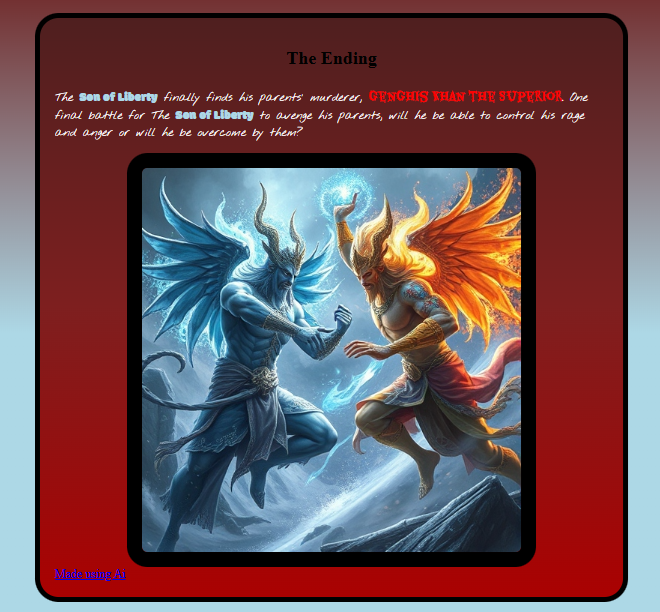 The Ending
The Son of Liberty finally finds his parents' murderer, GENGHIS KHAN THE SUPERIOR. One
final battle for The Son of Liberty to avenge his parents, will he be able to control his rage
and anger or will he be overcome by them?
Made using Ai